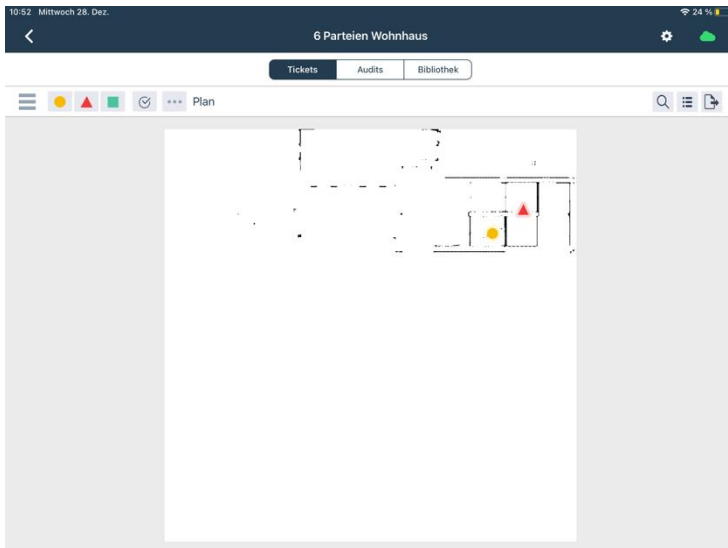 10:52 Mittwoch 28. Dez.
24 %
6 Parteien Wohnhaus
Tickets Audits Bibliothek
Plan